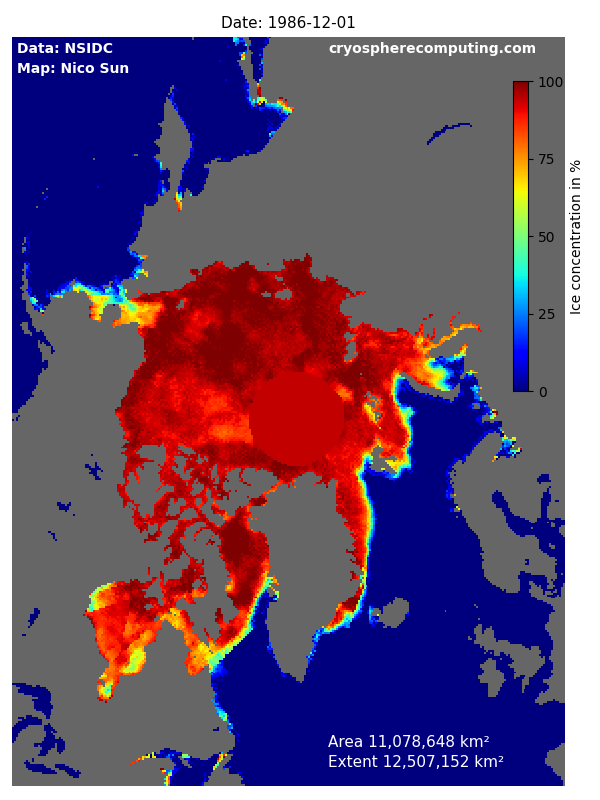 Date: 1986-12-01
Data: NSIDC
cryospherecomputing.com
Map: Nico Sun
100
75
50
25
0
Ice concentration in %
Area 11,078,648 km²
Extent 12,507,152 km²